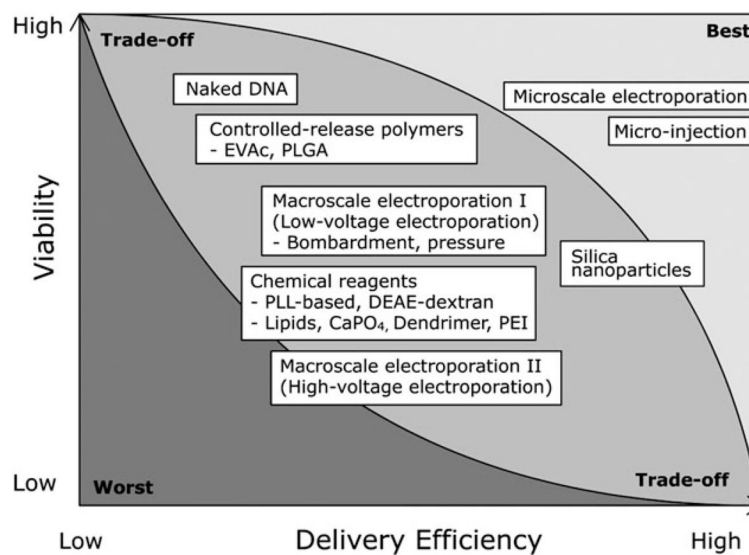 High
Trade-off
Best
Naked DNA
Microscale electroporation
Controlled-release polymers
- EVAc, PLGA
Micro-injection
Macroscale electroporation I
(Low-voltage electroporation)
- Bombardment, pressure
Viability
Silica
nanoparticles
Chemical reagents
- PLL-based, DEAE-dextran
- Lipids, CaPO₄, Dendrimer, PEI
Macroscale electroporation II
(High-voltage electroporation)
Low
Worst
Trade-off
Low
Delivery Efficiency
High